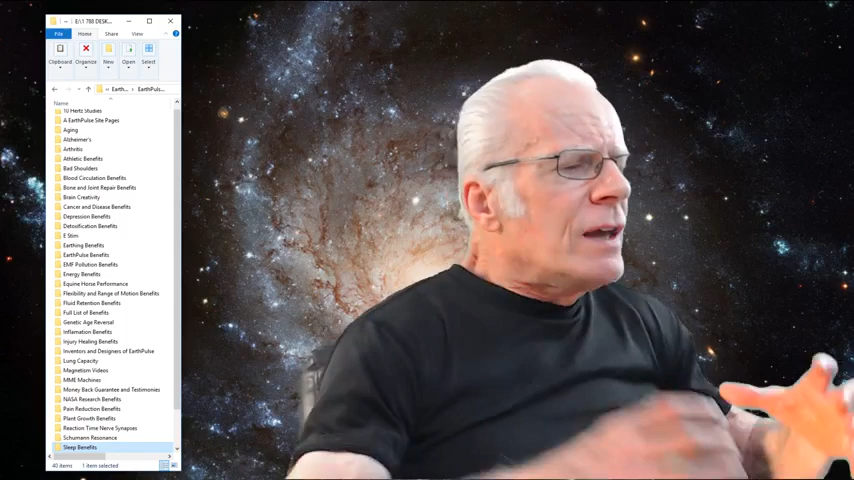 E:\1 788 DESK...
File Home Share View
Clipboard Organize New Open Select
Earth... EarthPuls...
Name
10 Hertz Studies
A EarthPulse Site Pages
Aging
Alzheimer's
Arthritis
Athletic Benefits
Bad Shoulders
Blood Circulation Benefits
Bone and Joint Repair Benefits
Brain Creativity
Cancer and Disease Benefits
Depression Benefits
Detoxification Benefits
E Stim
Earthing Benefits
EarthPulse Benefits
EMF Pollution Benefits
Energy Benefits
Equine Horse Performance
Flexibility and Range of Motion Benefits
Fluid Retention Benefits
Full List of Benefits
Genetic Age Reversal
Inflamation Benefits
Injury Healing Benefits
Inventors and Designers of EarthPulse
Lung Capacity
Magnetism Videos
MME Machines
Money Back Guarantee and Testimonies
NASA Research Benefits
Pain Reduction Benefits
Plant Growth Benefits
Reaction Time Nerve Synapses
Schumann Resonence
Sleep Benefits
40 items 1 item selected